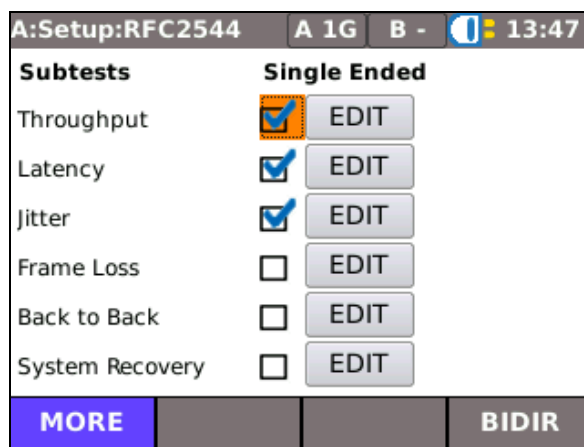 A:Setup:RFC2544 A 1G B - 13:47
Subtests Single Ended
Throughput EDIT
Latency EDIT
Jitter EDIT
Frame Loss EDIT
Back to Back EDIT
System Recovery EDIT
MORE BIDIR